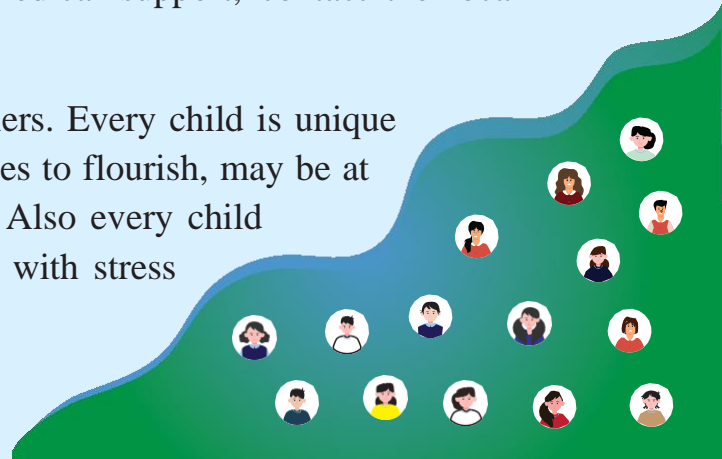 ers. Every child is unique
es to flourish, may be at
Also every child
with stress